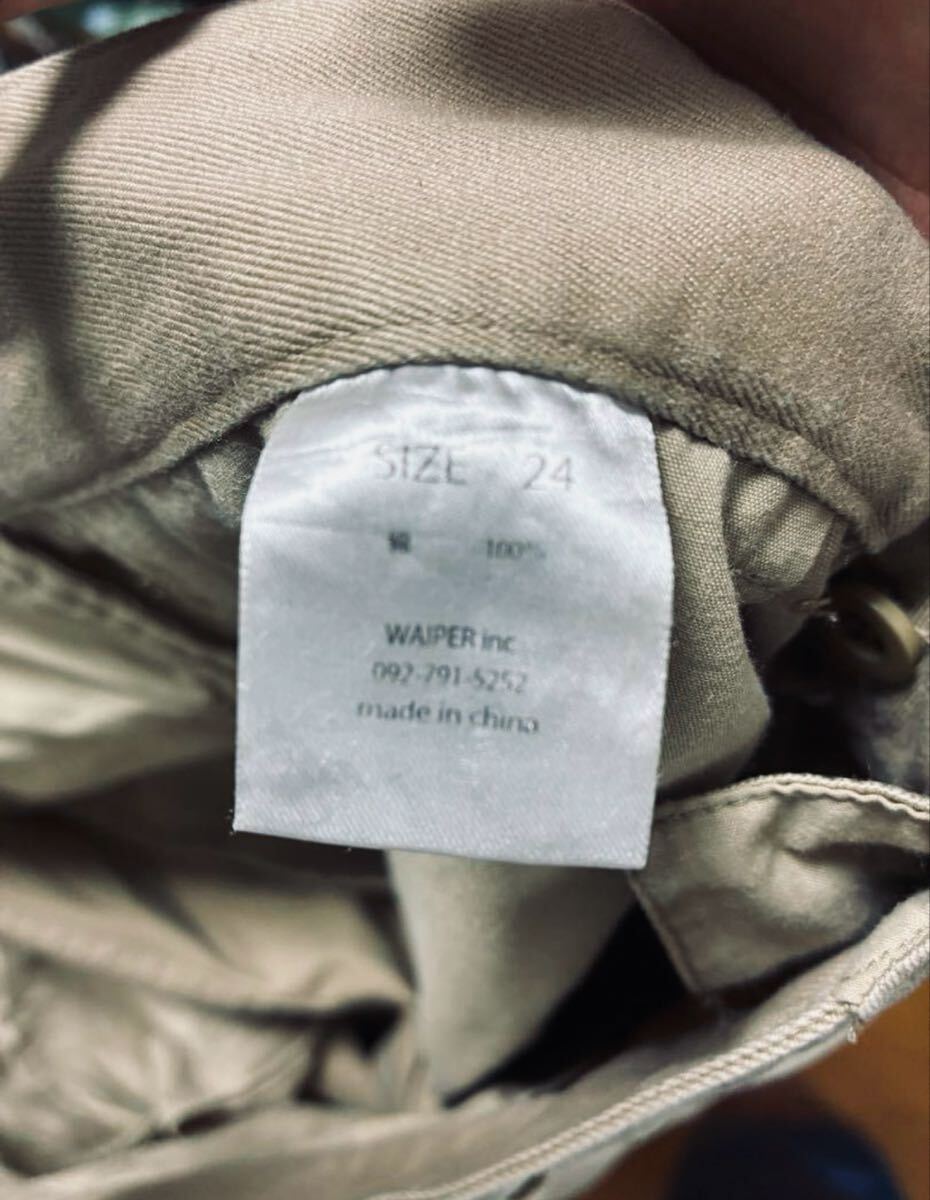 SIZE 24
綿 100%
WAIPER inc
092-791-5252
made in china